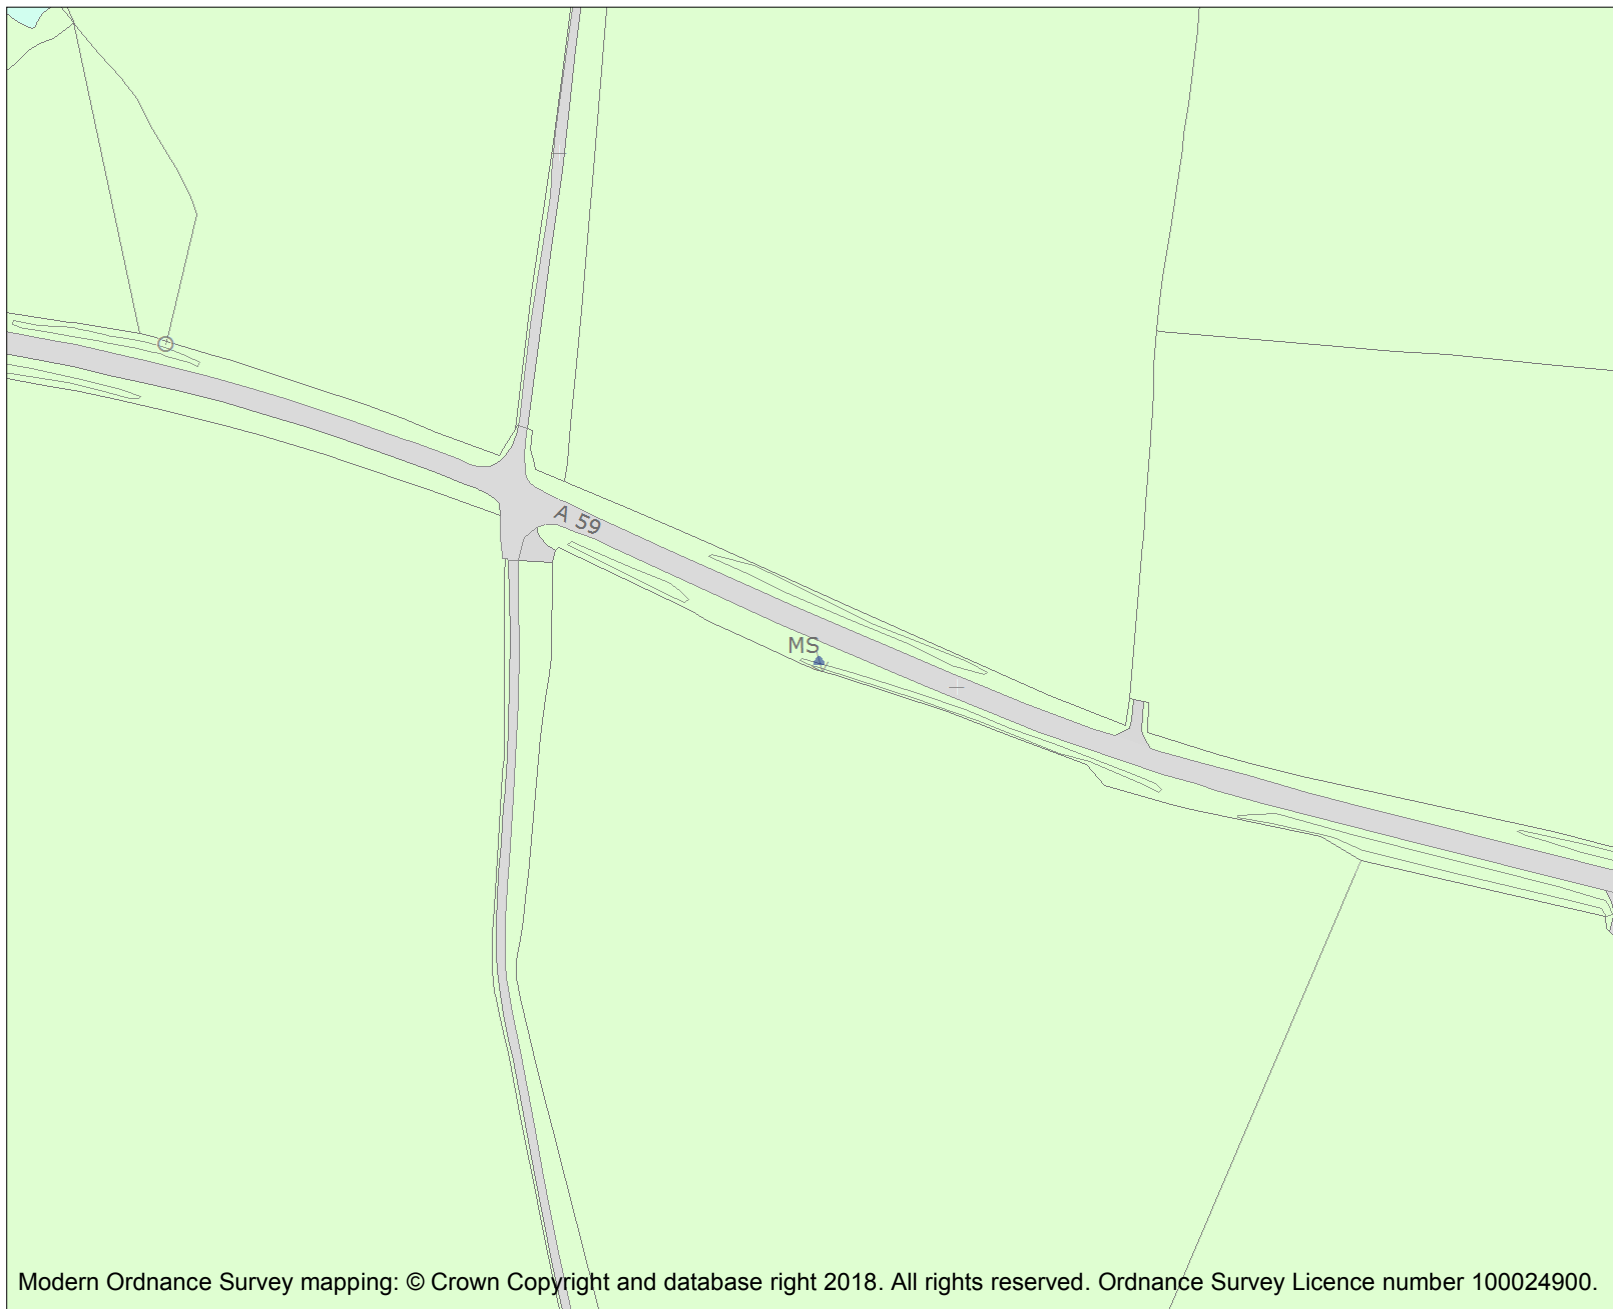 A 59
MS
Modern Ordnance Survey mapping: © Crown Copyright and database right 2018. All rights reserved. Ordnance Survey Licence number 100024900.